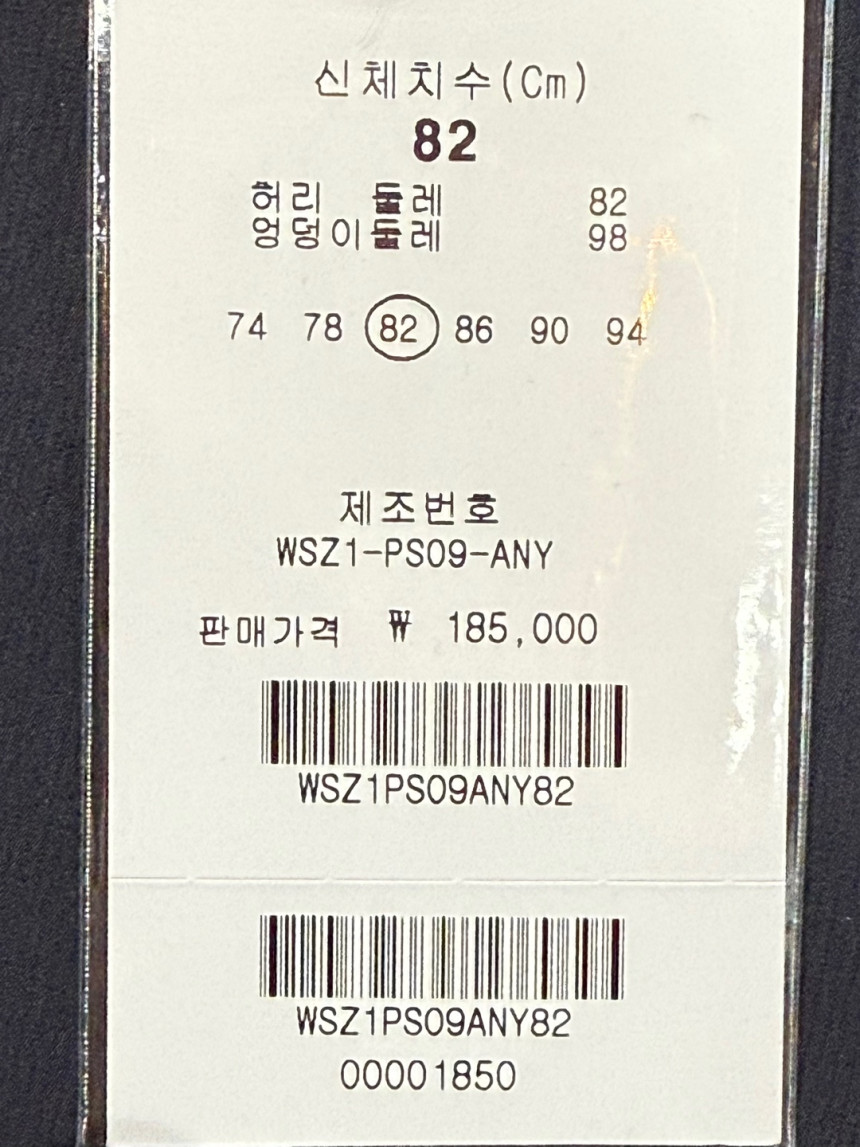 신체치수(Cm)
82
허리 둘레 82
엉덩이둘레 98
74 78 82 86 90 94
제조번호
WSZ1-PS09-ANY
판매가격 ₩ 185,000
WSZ1PS09ANY82
WSZ1PS09ANY82
00001850